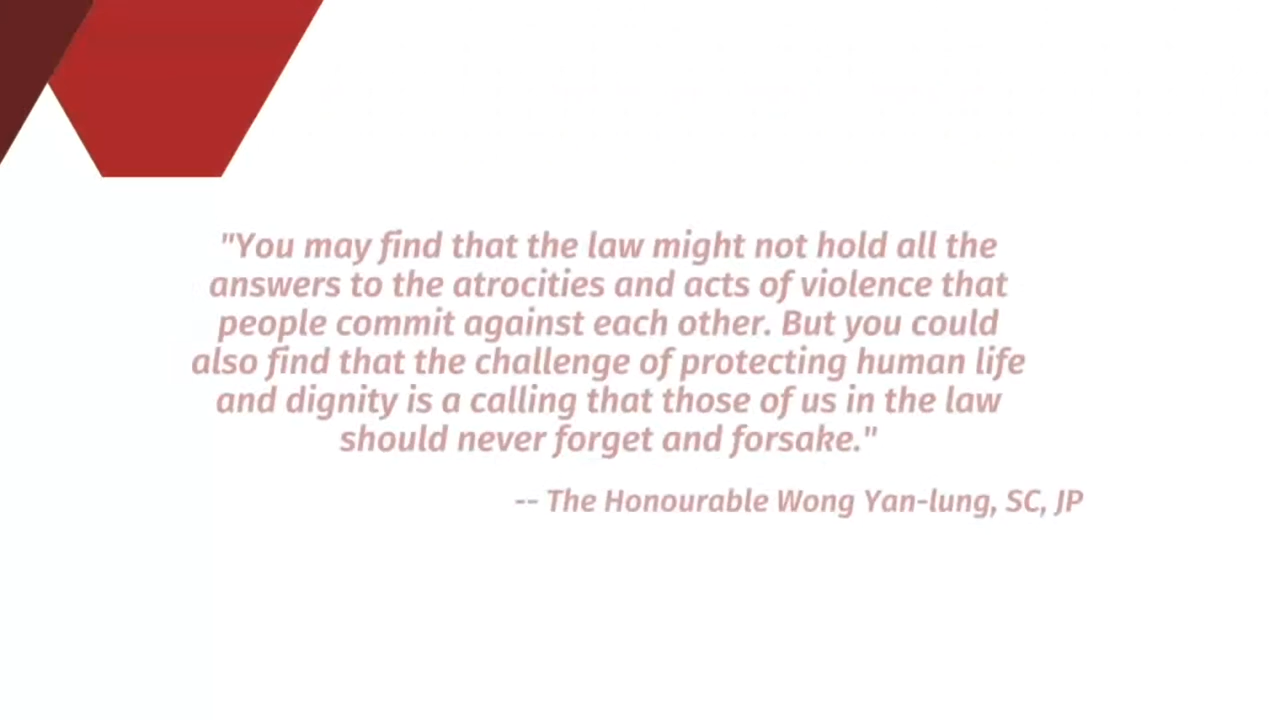 "You may find that the law might not hold all the
answers to the atrocities and acts of violence that
people commit against each other. But you could
also find that the challenge of protecting human life
and dignity is a calling that those of us in the law
should never forget and forsake."
-- The Honourable Wong Yan-lung, SC, JP